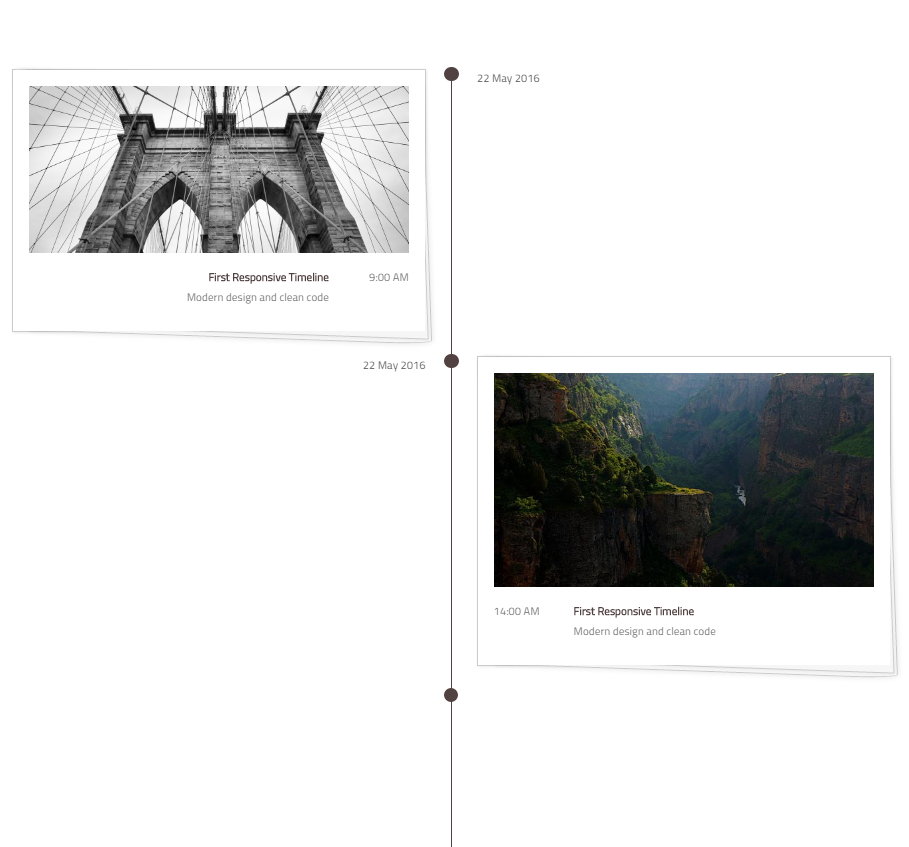 22 May 2016
First Responsive Timeline
9:00 AM
Modern design and clean code
22 May 2016
14:00 AM
First Responsive Timeline
Modern design and clean code